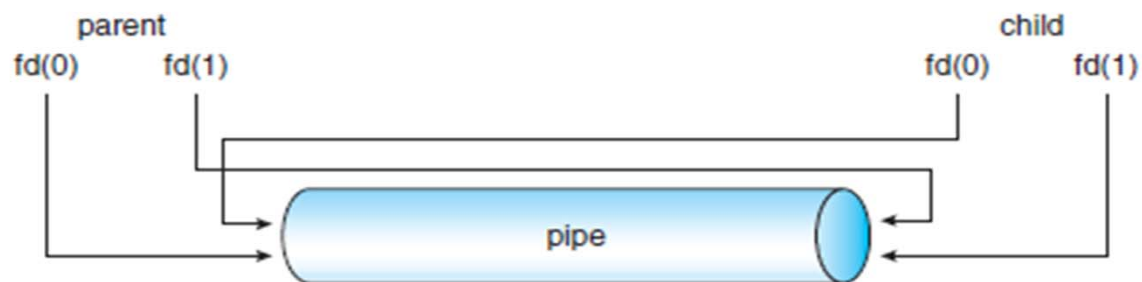 parent child
fd(0) fd(1) fd(0) fd(1)
pipe